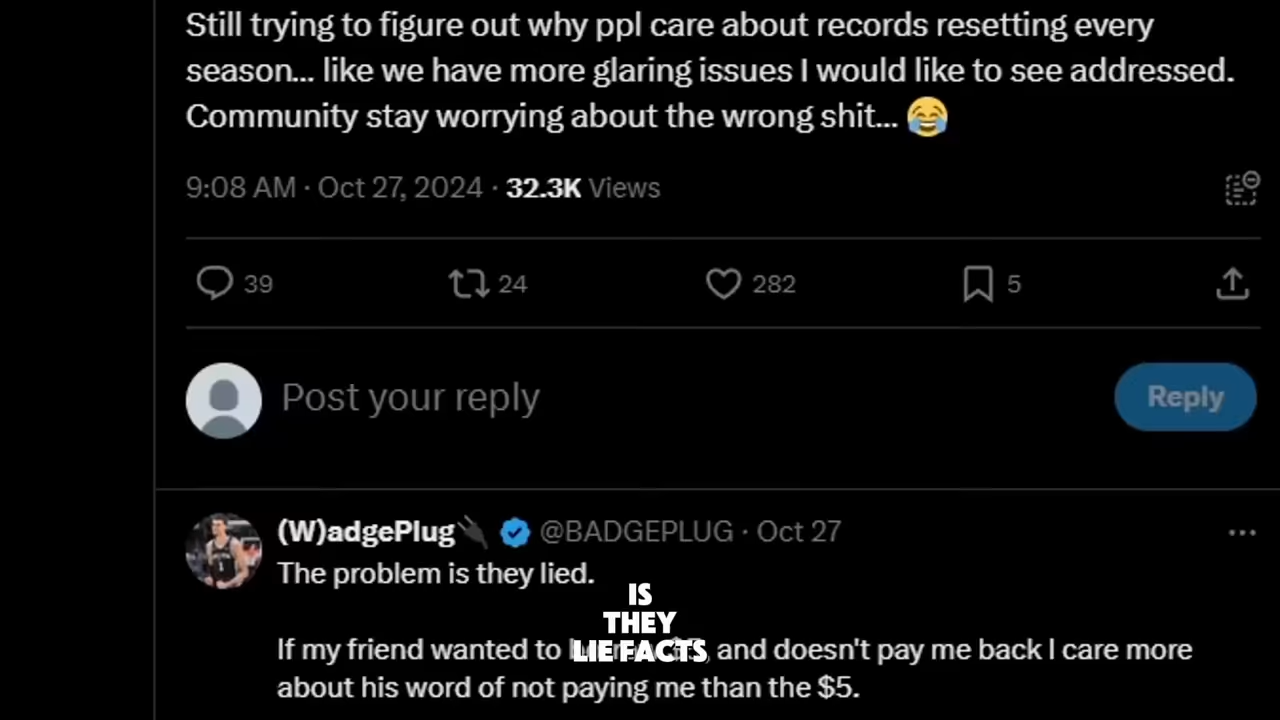 Still trying to figure out why ppl care about records resetting every
season... like we have more glaring issues I would like to see addressed.
Community stay worrying about the wrong shit... 😂
9:08 AM · Oct 27, 2024 · 32.3K Views
39 24 282 5
Post your reply
Reply
(W)adgePlug🔌 @BADGEPLUG · Oct 27
The problem is they lied.
IS
THEY
LIE FACTS
If my friend wanted to $5, and doesn't pay me back I care more
about his word of not paying me than the $5.